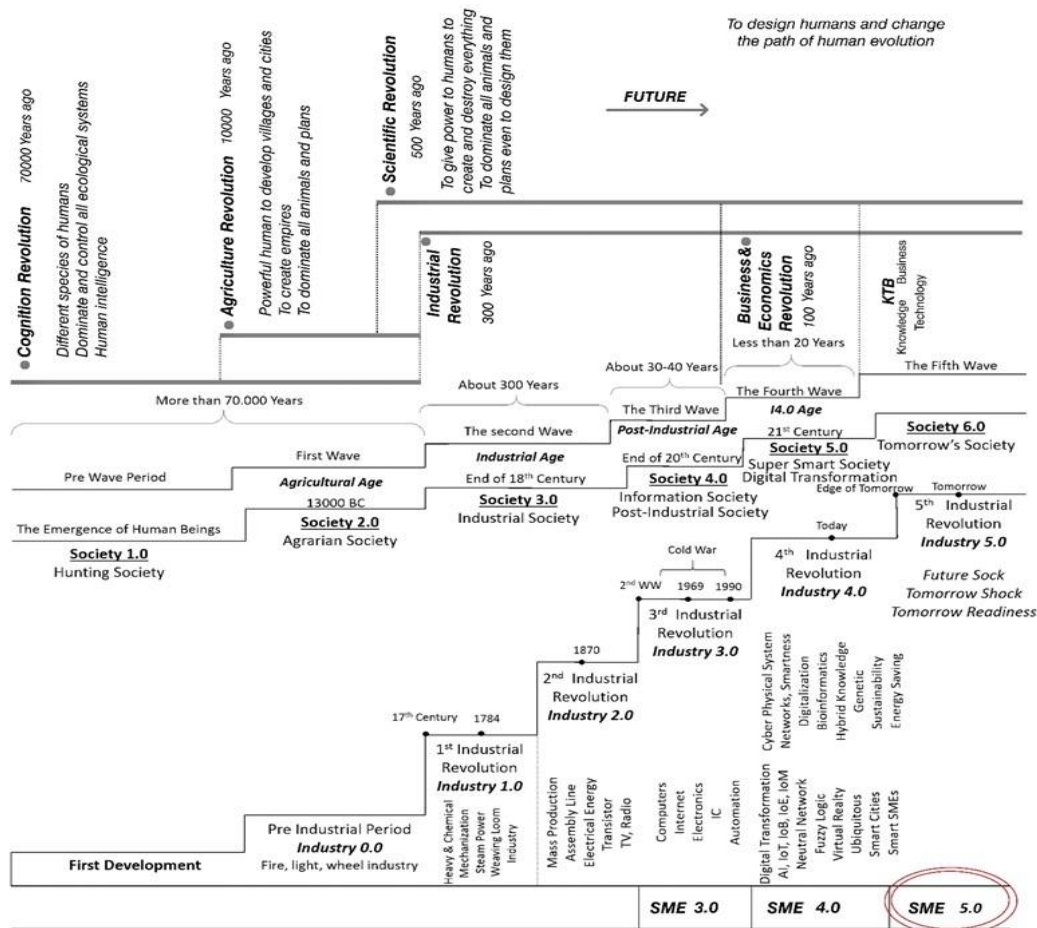 To design humans and change
the path of human evolution
FUTURE
Cognition Revolution 70000 Years ago
Different species of humans
Dominate and control all ecological systems
Human intelligence
Agriculture Revolution 10000 Years ago
Powerful human to develop villages and cities
To create empires
To dominate all animals and plans
Scientific Revolution
500 Years ago
To give power to humans to
create and destroy everything
To dominate all animals and
plans even to design them
Industrial
Revolution
300 Years ago
Business &
Economics
Revolution
100 Years ago
KTB
Knowledge Business
Technology
More than 70.000 Years
About 300 Years
About 30-40 Years
Less than 20 Years
Pre Wave Period
First Wave
Agricultural Age
The second Wave
Industrial Age
The Third Wave
Post-Industrial Age
The Fourth Wave
I4.0 Age
The Fifth Wave
The Emergence of Human Beings
Society 1.0
Hunting Society
13000 BC
Society 2.0
Agrarian Society
End of 18th Century
Society 3.0
Industrial Society
End of 20th Century
Society 4.0
Information Society
Post-Industrial Society
21st Century
Society 5.0
Super Smart Society
Digital Transformation
Society 6.0
Tomorrow's Society
First Development
Pre Industrial Period
Industry 0.0
Fire, light, wheel industry
17th Century
1784
1st Industrial
Revolution
Industry 1.0
Heavy & Chemical
Mechanization
Steam Power
Weaving Loom
Industry
1870
2nd Industrial
Revolution
Industry 2.0
Mass Production
Assembly Line
Electrical Energy
Transistor
TV, Radio
Cold War
2nd WW
1969
1990
3rd Industrial
Revolution
Industry 3.0
Computers
Internet
Electronics
IC
Automation
Today
4th Industrial
Revolution
Industry 4.0
Cyber Physical System
Networks, Smartness
Digitalization
Bioinformatics
Hybrid Knowledge
Genetic
Sustainability
Energy Saving
Digital Transformation
AI, IoT, IoB, IoE, IoM
Neutral Network
Fuzzy Logic
Virtual Realty
Ubiquitous
Smart Cities
Smart SMEs
Edge of Tomorrow
Tomorrow
5th Industrial
Revolution
Industry 5.0
Future Sock
Tomorrow Shock
Tomorrow Readiness
SME 3.0
SME 4.0
SME 5.0